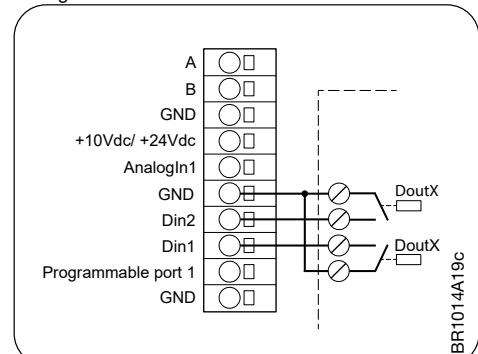 A
B
GND
+10Vdc/ +24Vdc
AnalogIn1
GND
Din2
Din1
Programmable port 1
GND
DoutX
DoutX
BR1014A19c